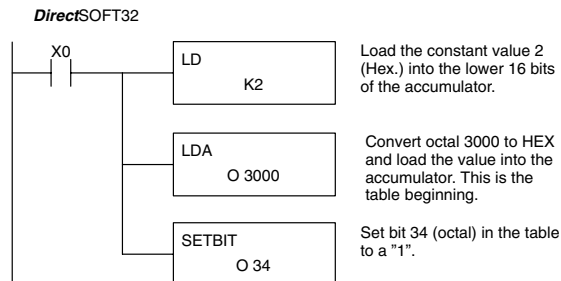 DirectSOFT32
X0
LD
K2
Load the constant value 2
(Hex.) into the lower 16 bits
of the accumulator.
LDA
O 3000
Convert octal 3000 to HEX
and load the value into the
accumulator. This is the
table beginning.
SETBIT
O 34
Set bit 34 (octal) in the table
to a ”1”.